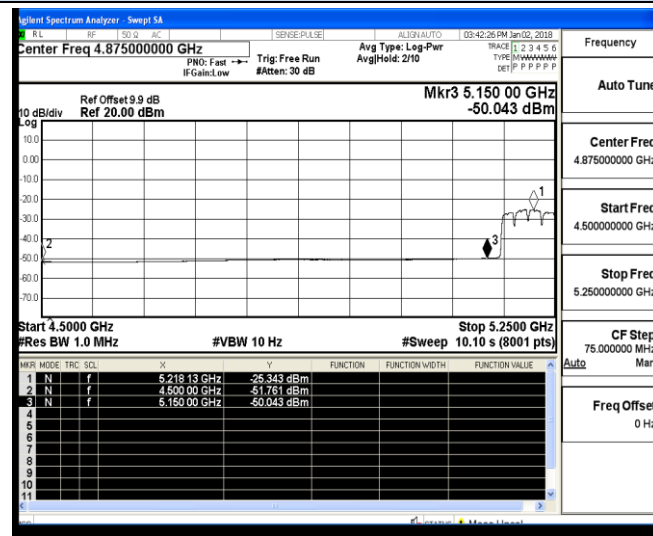 Agilent Spectrum Analyzer - Swept SA
RL RF 50 Ω AC SENSE:PULSE ALIGN AUTO 03:42:26 PM Jan 02, 2018
Center Freq 4.875000000 GHz
PNO: Fast
IFGain:Low
Trig: Free Run
#Atten: 30 dB
Avg Type: Log-Pwr
Avg|Hold: 2/10
TRACE 1 2 3 4 5 6
TYPE MWWWWW
DET P P P P P P
Frequency
Ref Offset 9.9 dB
Ref 20.00 dBm
10 dB/div
Log
Mkr3 5.150 00 GHz
-50.043 dBm
10.0
0.00
-10.0
-20.0
-30.0
-40.0
-50.0
-60.0
-70.0
1
2
3
Start 4.5000 GHz
Stop 5.2500 GHz
#Res BW 1.0 MHz
#VBW 10 Hz
#Sweep 10.10 s (8001 pts)
MKR MODE TRC SCL X Y FUNCTION FUNCTION WIDTH FUNCTION VALUE
1 N f 5.218 13 GHz -25.343 dBm
2 N f 4.500 00 GHz -51.761 dBm
3 N f 5.150 00 GHz -50.043 dBm
4
5
6
7
8
9
10
11
Auto Tune
Center Freq
4.875000000 GHz
Start Freq
4.500000000 GHz
Stop Freq
5.250000000 GHz
CF Step
75.000000 MHz
Auto Man
Freq Offset
0 Hz